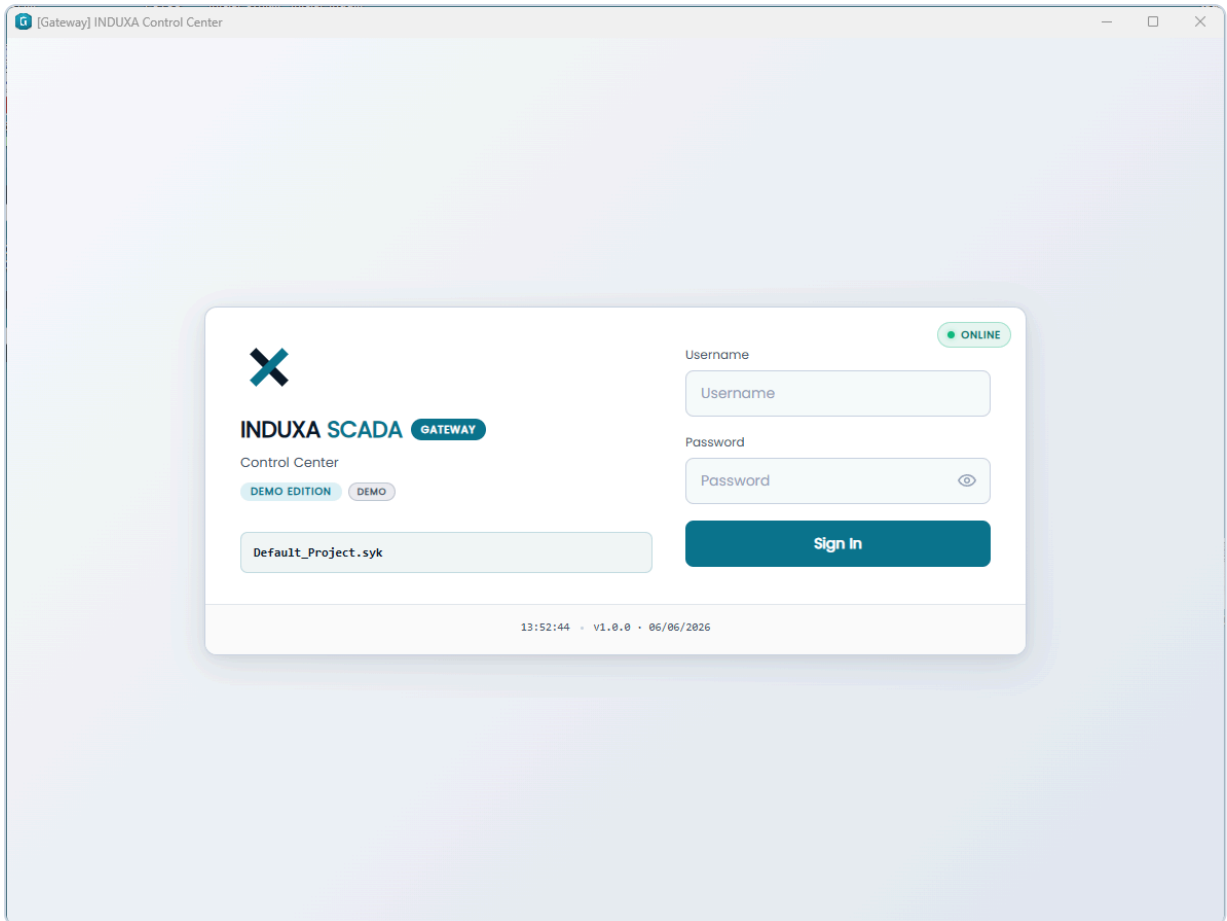 [Gateway] INDUXA Control Center
ONLINE
INDUXA SCADA GATEWAY
Control Center
DEMO EDITION DEMO
Default_Project.syk
Username
Username
Password
Password
Sign In
13:52:44 • v1.0.0 · 06/06/2026